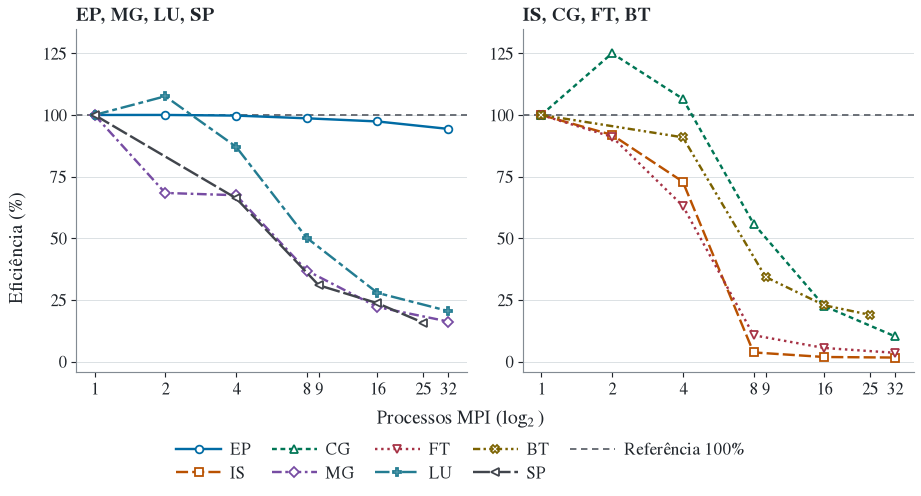 EP, MG, LU, SP
IS, CG, FT, BT
Eficiência (%)
125
100
75
50
25
0
1 2 4 8 9 16 25 32
125
100
75
50
25
0
1 2 4 8 9 16 25 32
Processos MPI (log₂ )
EP CG FT BT Referência 100%
IS MG LU SP